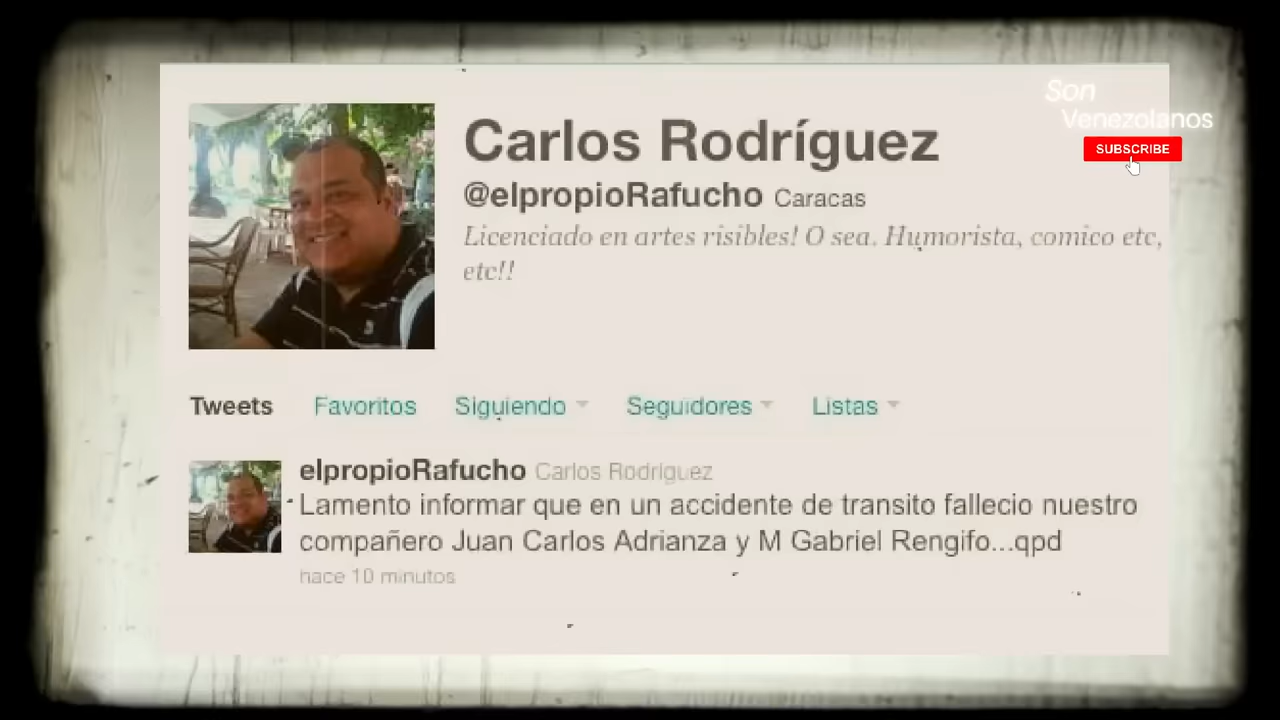 Son
Venezolanos
SUBSCRIBE
Carlos Rodríguez
@elpropioRafucho Caracas
Licenciado en artes risibles! O sea. Humorista, comico etc,
etc!!
Tweets Favoritos Siguiendo Seguidores Listas
elpropioRafucho Carlos Rodríguez
Lamento informar que en un accidente de transito fallecio nuestro
compañero Juan Carlos Adrianza y M Gabriel Rengifo...qpd
hace 10 minutos